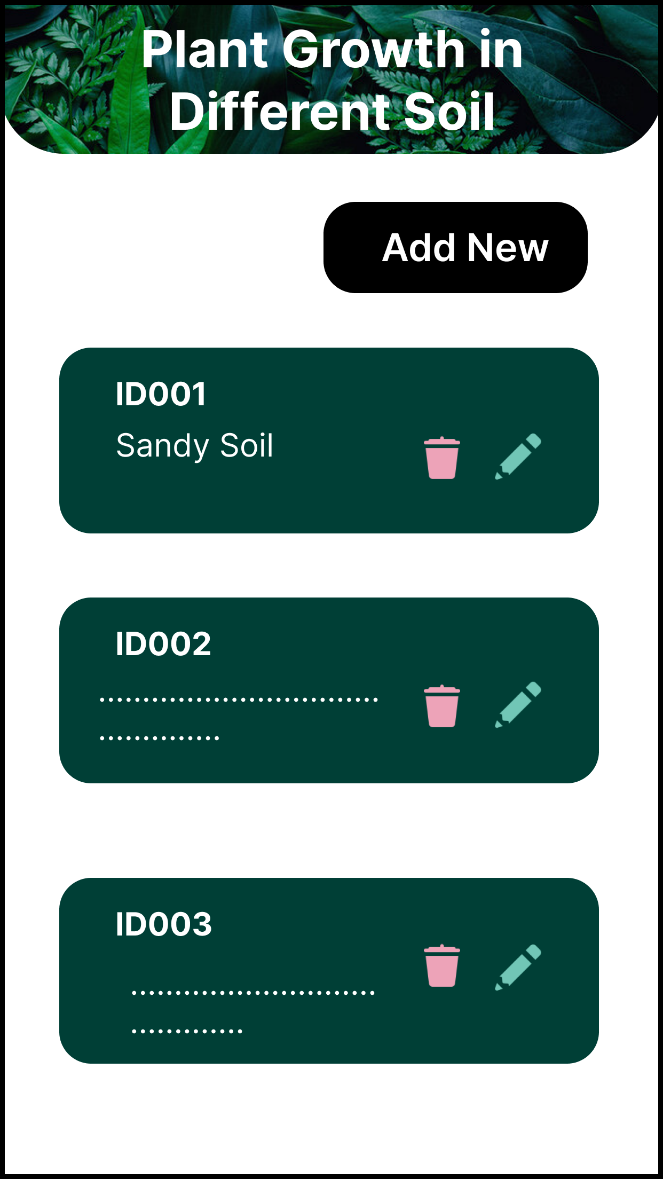 Plant Growth in
Different Soil
Add New
ID001
Sandy Soil
ID002
................................
..............
ID003
............................
.............